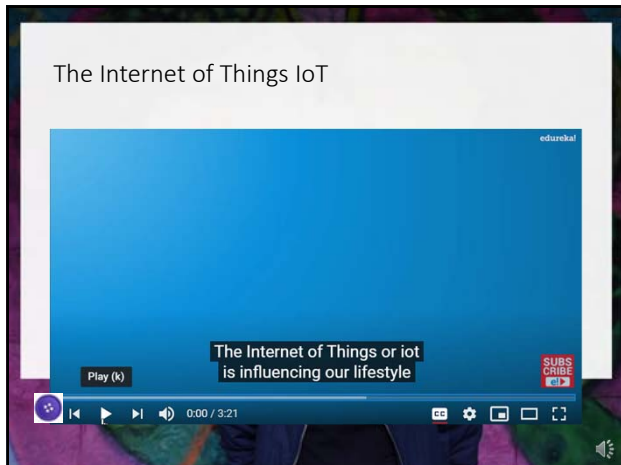 The Internet of Things IoT
edureka!
The Internet of Things or iot
is influencing our lifestyle
SUBS
CRIBE
e!
Play (k)
0:00 / 3:21
CC